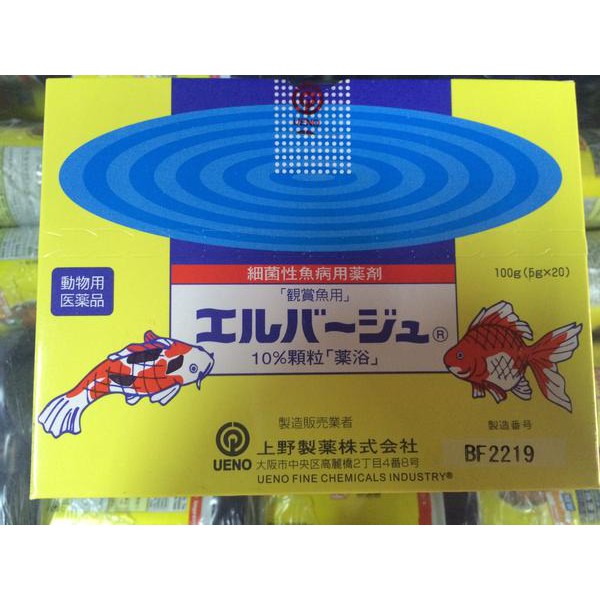 UENO
細菌性魚病用薬剤
動物用
医薬品
100g(5g×20)
「観賞魚用」
エルバージュ®
10%顆粒「薬浴」
製造販売業者
製造番号
上野製薬株式会社
BF2219
UENO
大阪市中央区高麗橋2丁目4番8号
UENO FINE CHEMICALS INDUSTRY®